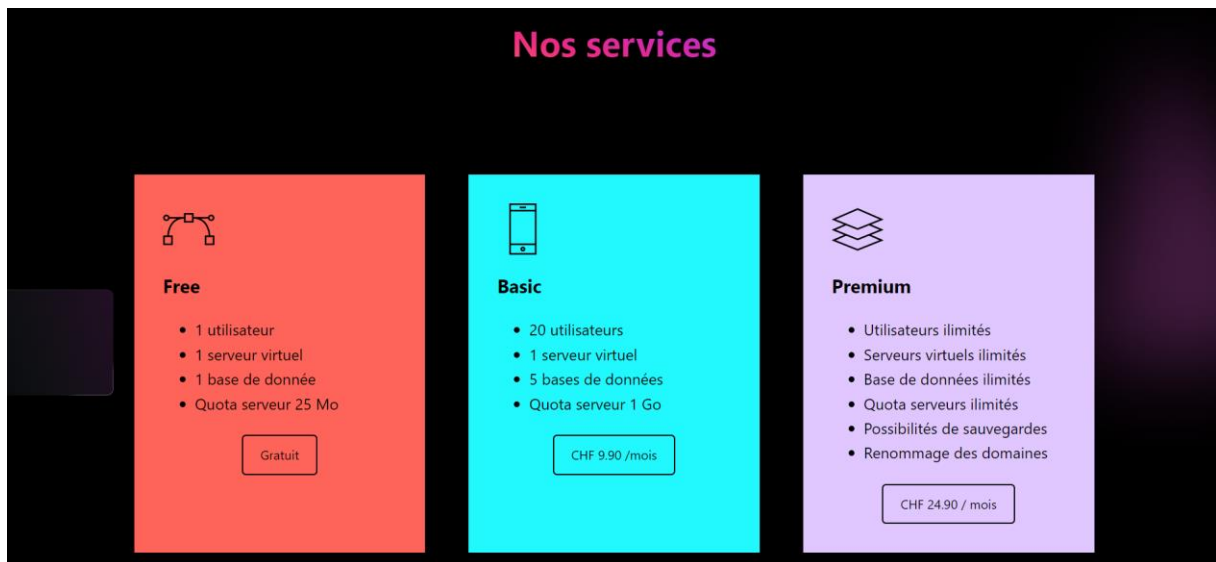 Nos services
Free
1 utilisateur
1 serveur virtuel
1 base de donnée
Quota serveur 25 Mo
Gratuit
Basic
20 utilisateurs
1 serveur virtuel
5 bases de données
Quota serveur 1 Go
CHF 9.90 /mois
Premium
Utilisateurs ilimités
Serveurs virtuels ilimités
Base de données ilimités
Quota serveurs ilimités
Possibilités de sauvegardes
Renommage des domaines
CHF 24.90 / mois